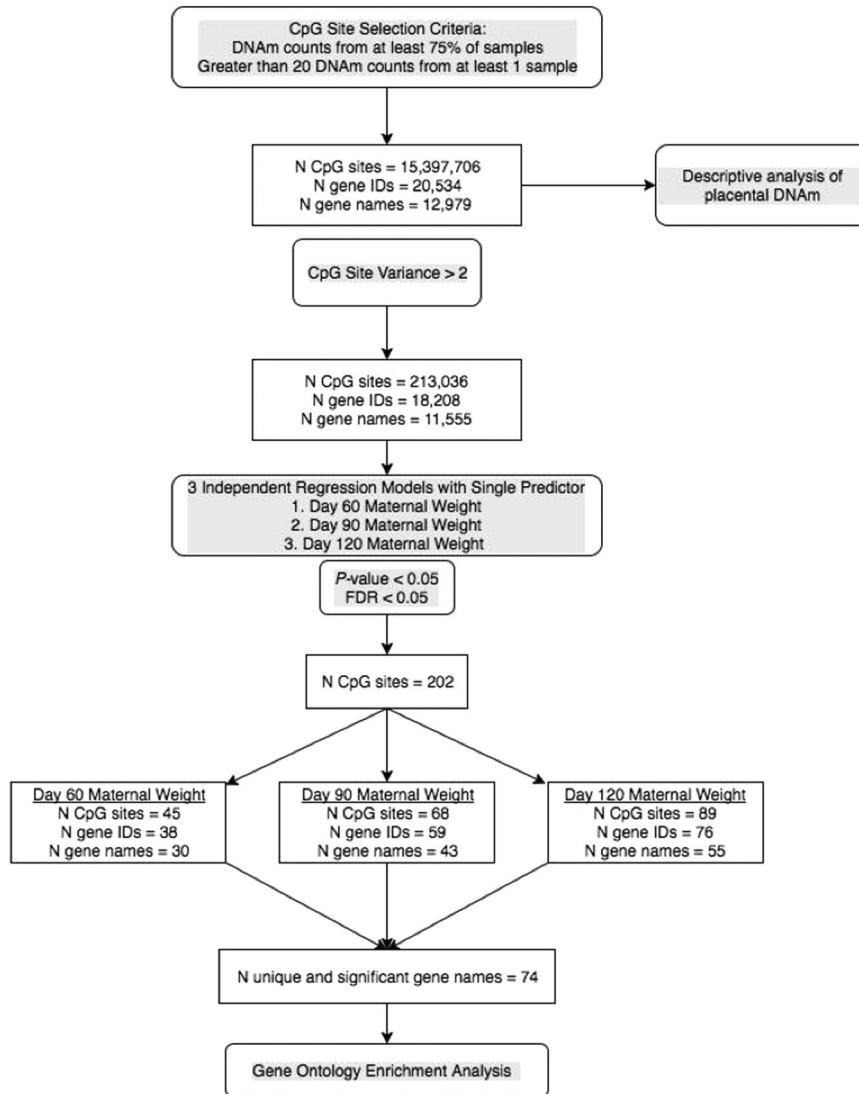 CpG Site Selection Criteria:
DNAm counts from at least 75% of samples
Greater than 20 DNAm counts from at least 1 sample
N CpG sites = 15,397,706
N gene IDs = 20,534
N gene names = 12,979
Descriptive analysis of
placental DNAm
CpG Site Variance > 2
N CpG sites = 213,036
N gene IDs = 18,208
N gene names = 11,555
3 Independent Regression Models with Single Predictor
1. Day 60 Maternal Weight
2. Day 90 Maternal Weight
3. Day 120 Maternal Weight
P-value < 0.05
FDR < 0.05
N CpG sites = 202
Day 60 Maternal Weight
N CpG sites = 45
N gene IDs = 38
N gene names = 30
Day 90 Maternal Weight
N CpG sites = 68
N gene IDs = 59
N gene names = 43
Day 120 Maternal Weight
N CpG sites = 89
N gene IDs = 76
N gene names = 55
N unique and significant gene names = 74
Gene Ontology Enrichment Analysis